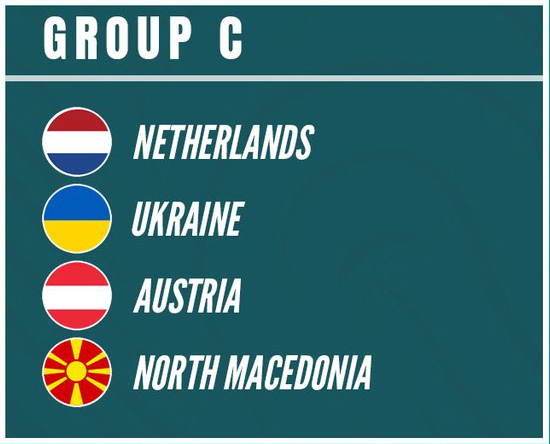 GROUP C
NETHERLANDS
UKRAINE
AUSTRIA
NORTH MACEDONIA